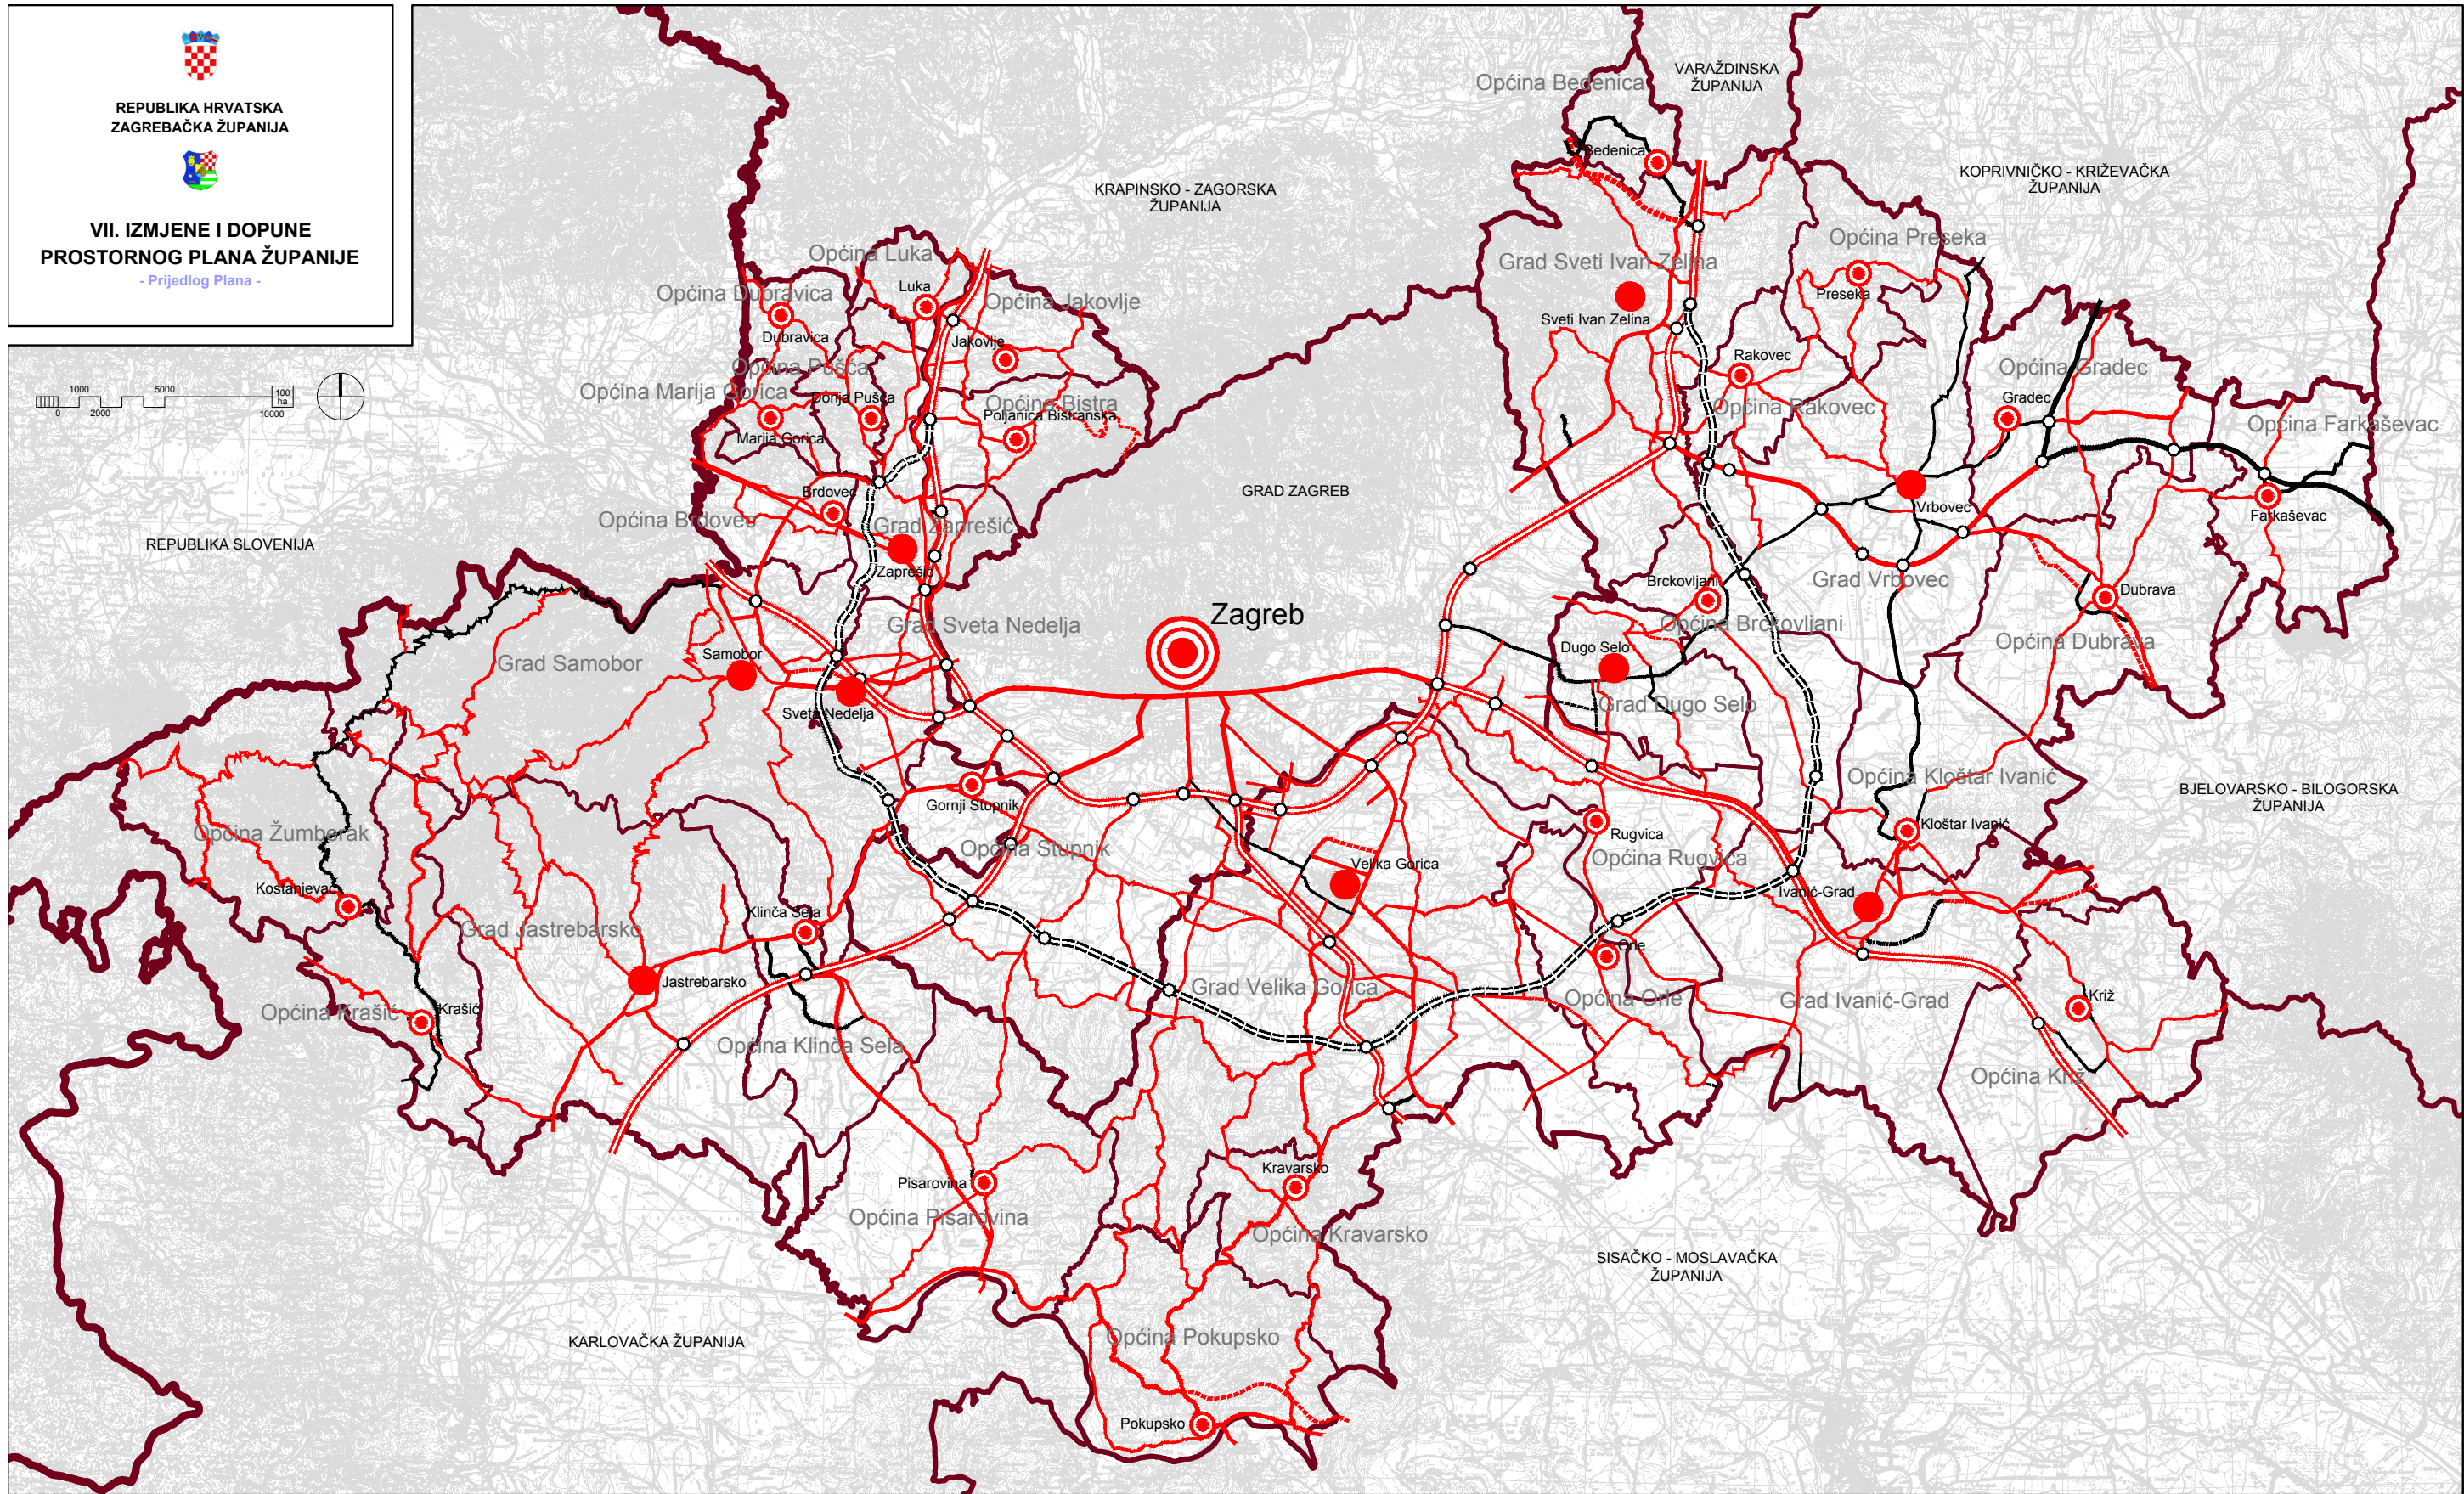 REPUBLIKA HRVATSKA
ZAGREBAČKA ŽUPANIJA
VII. IZMJENE I DOPUNE
PROSTORNOG PLANA ŽUPANIJE
- Prijedlog Plana -
1000
5000
100
ha
0
2000
10000
VARAŽDINSKA
ŽUPANIJA
Općina Bedenica
Bedenica
KRAPINSKO - ZAGORSKA
ŽUPANIJA
KOPRIVNIČKO - KRIŽEVAČKA
ŽUPANIJA
Općina Luka
Općina Preseka
Grad Sveti Ivan Zelina
Općina Dubravica
Luka
Općina Jakovlje
Preseka
Sveti Ivan Zelina
Dubravica
Jakovlje
Rakovec
Općina Pušća
Općina Gradec
Općina Marija Gorica
Donja Pušća
Općina Bistra
Poljanica Bistranska
Općina Rakovec
Gradec
Općina Farkaševac
Marija Gorica
GRAD ZAGREB
Brdovec
Općina Brdovec
Grad Zaprešić
Vrbovec
Farkaševac
REPUBLIKA SLOVENIJA
Zaprešić
Brckovljani
Grad Vrbovec
Dubrava
Grad Sveta Nedelja
Zagreb
Općina Brckovljani
Općina Dubrava
Grad Samobor
Samobor
Dugo Selo
Sveta Nedelja
Grad Dugo Selo
Općina Kloštar Ivanić
BJELOVARSKO - BILOGORSKA
ŽUPANIJA
Gornji Stupnik
Općina Žumberak
Općina Stupnik
Rugvica
Kloštar Ivanić
Velika Gorica
Općina Rugvica
Kostanjevac
Ivanić-Grad
Klinča Sela
Grad Jastrebarsko
Orle
Jastrebarsko
Grad Velika Gorica
Općina Orle
Grad Ivanić-Grad
Križ
Općina Krašić
Krašić
Općina Klinča Sela
Općina Križ
Pisarovina
Kravarsko
Općina Pisarovina
Općina Kravarsko
SISAČKO - MOSLAVAČKA
ŽUPANIJA
KARLOVAČKA ŽUPANIJA
Općina Pokupsko
Pokupsko